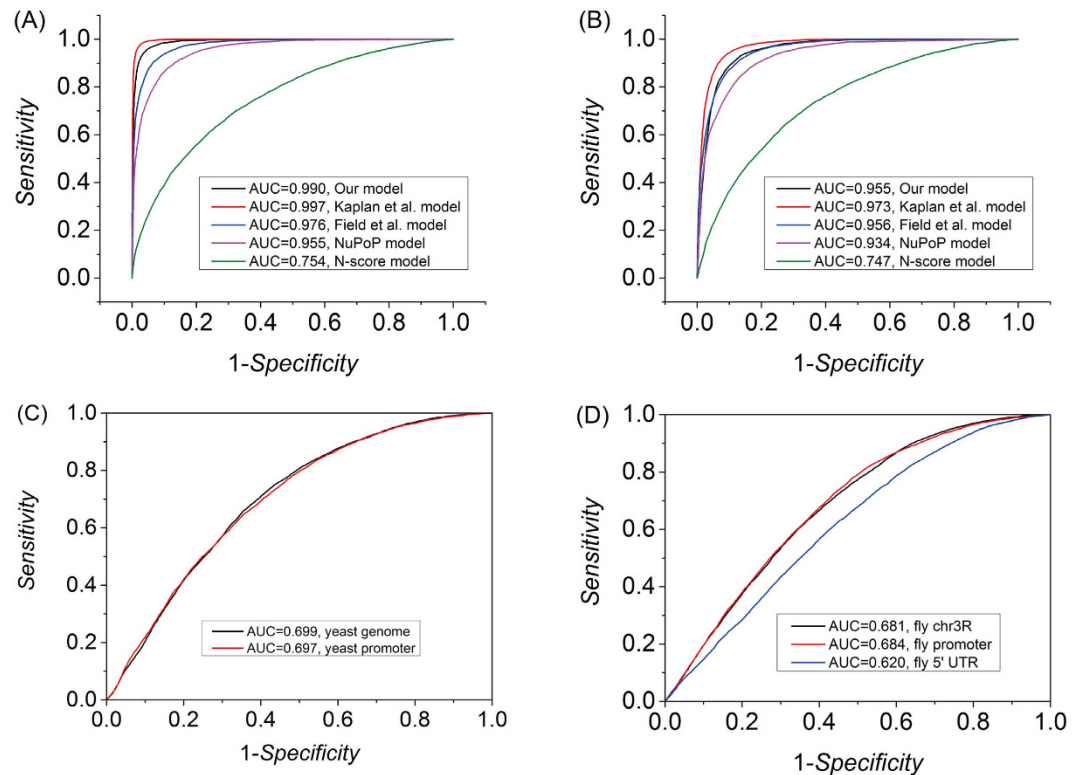 (A)
1.0
0.8
0.6
0.4
0.2
0.0
Sensitivity
AUC=0.990, Our model
AUC=0.997, Kaplan et al. model
AUC=0.976, Field et al. model
AUC=0.955, NuPoP model
AUC=0.754, N-score model
0.0 0.2 0.4 0.6 0.8 1.0
1-Specificity
(B)
1.0
0.8
0.6
0.4
0.2
0.0
Sensitivity
AUC=0.955, Our model
AUC=0.973, Kaplan et al. model
AUC=0.956, Field et al. model
AUC=0.934, NuPoP model
AUC=0.747, N-score model
0.0 0.2 0.4 0.6 0.8 1.0
1-Specificity
(C)
1.0
0.8
0.6
0.4
0.2
0.0
Sensitivity
AUC=0.699, yeast genome
AUC=0.697, yeast promoter
0.0 0.2 0.4 0.6 0.8 1.0
1-Specificity
(D)
1.0
0.8
0.6
0.4
0.2
0.0
Sensitivity
AUC=0.681, fly chr3R
AUC=0.684, fly promoter
AUC=0.620, fly 5' UTR
0.0 0.2 0.4 0.6 0.8 1.0
1-Specificity